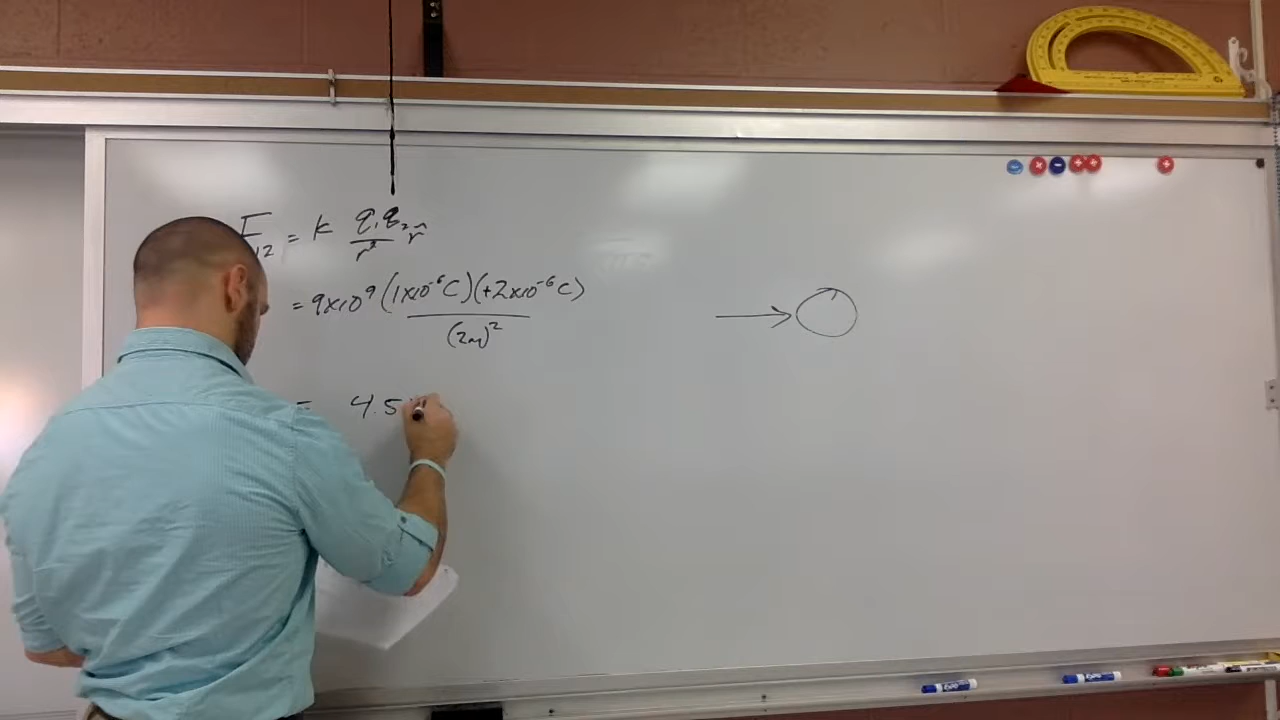 F₁₂ = k q₁q₂/r² r̂
= 9x10⁹ (1x10⁻⁶C)(+2x10⁻⁶C)/(2m)²
= 4.5